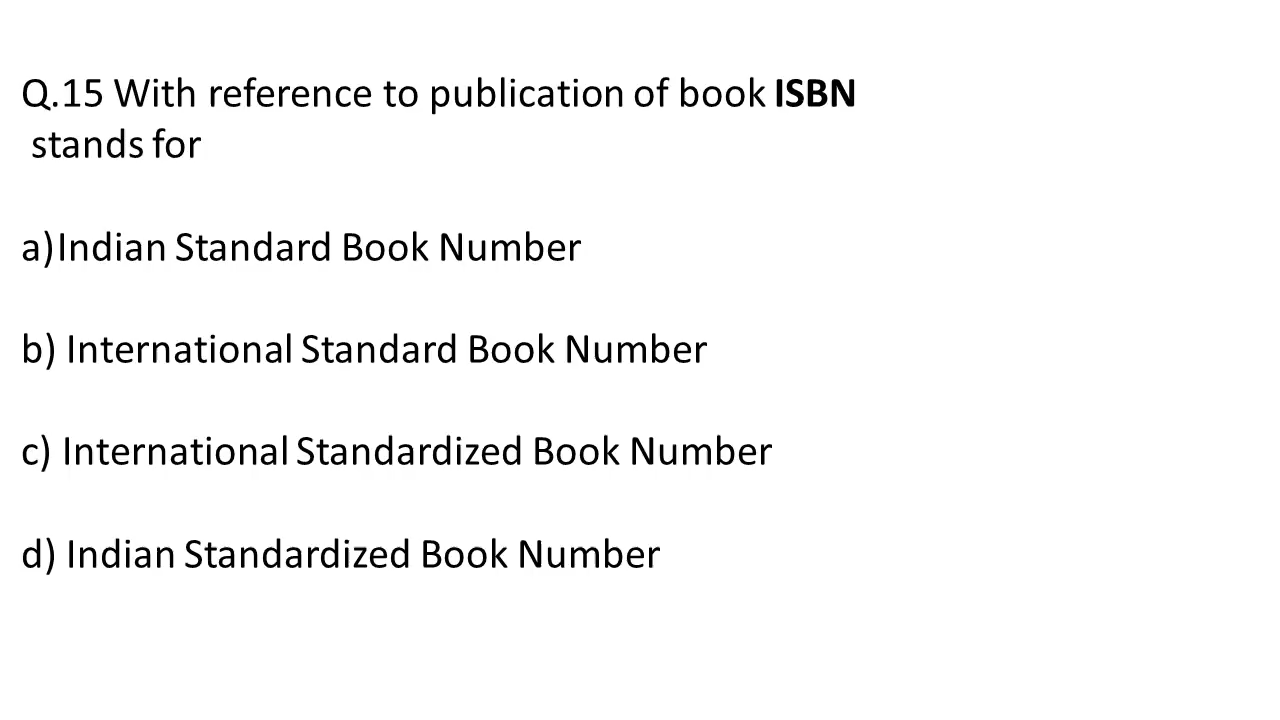 Q.15 With reference to publication of book ISBN
stands for
a)Indian Standard Book Number
b) International Standard Book Number
c) International Standardized Book Number
d) Indian Standardized Book Number